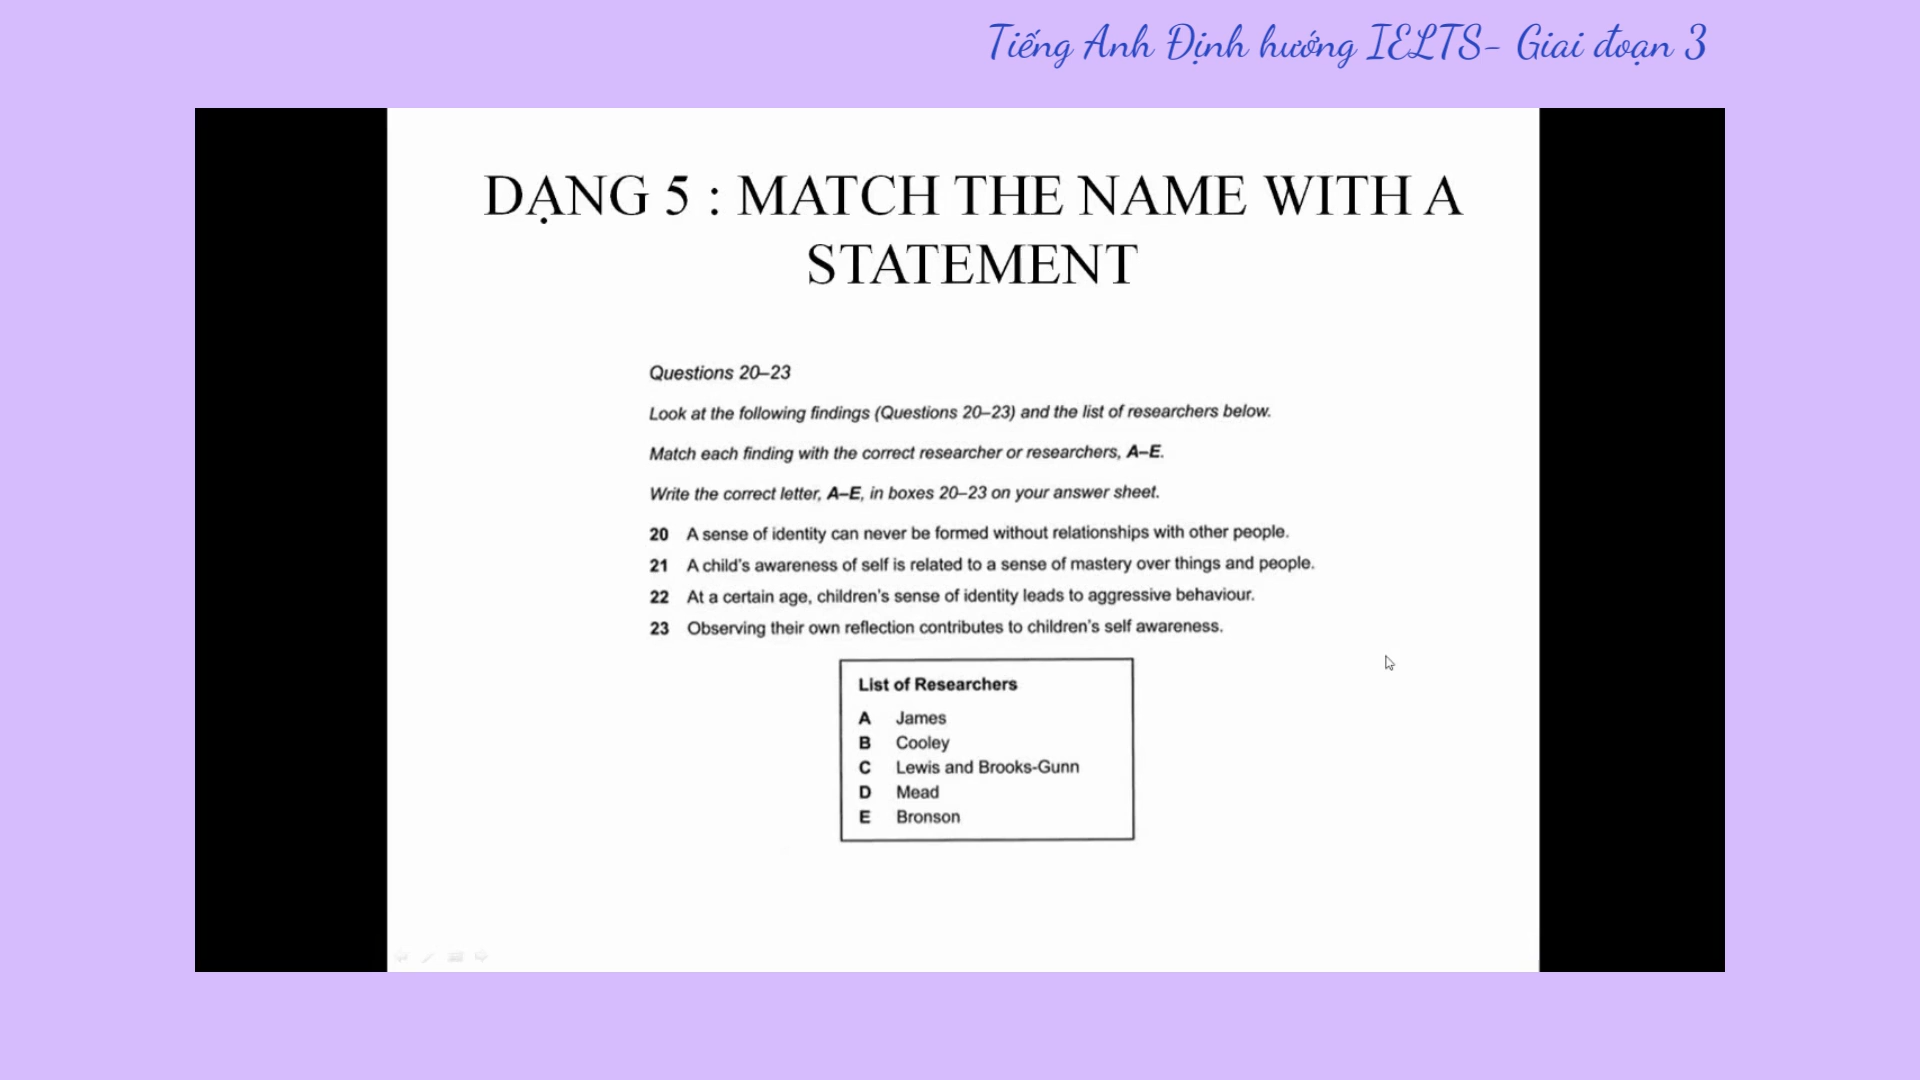 Tiếng Anh Định hướng IELTS- Giai đoạn 3
DẠNG 5 : MATCH THE NAME WITH A
STATEMENT
Questions 20–23
Look at the following findings (Questions 20–23) and the list of researchers below.
Match each finding with the correct researcher or researchers, A–E.
Write the correct letter, A–E, in boxes 20–23 on your answer sheet.
20 A sense of identity can never be formed without relationships with other people.
21 A child's awareness of self is related to a sense of mastery over things and people.
22 At a certain age, children's sense of identity leads to aggressive behaviour.
23 Observing their own reflection contributes to children's self awareness.
List of Researchers
A James
B Cooley
C Lewis and Brooks-Gunn
D Mead
E Bronson